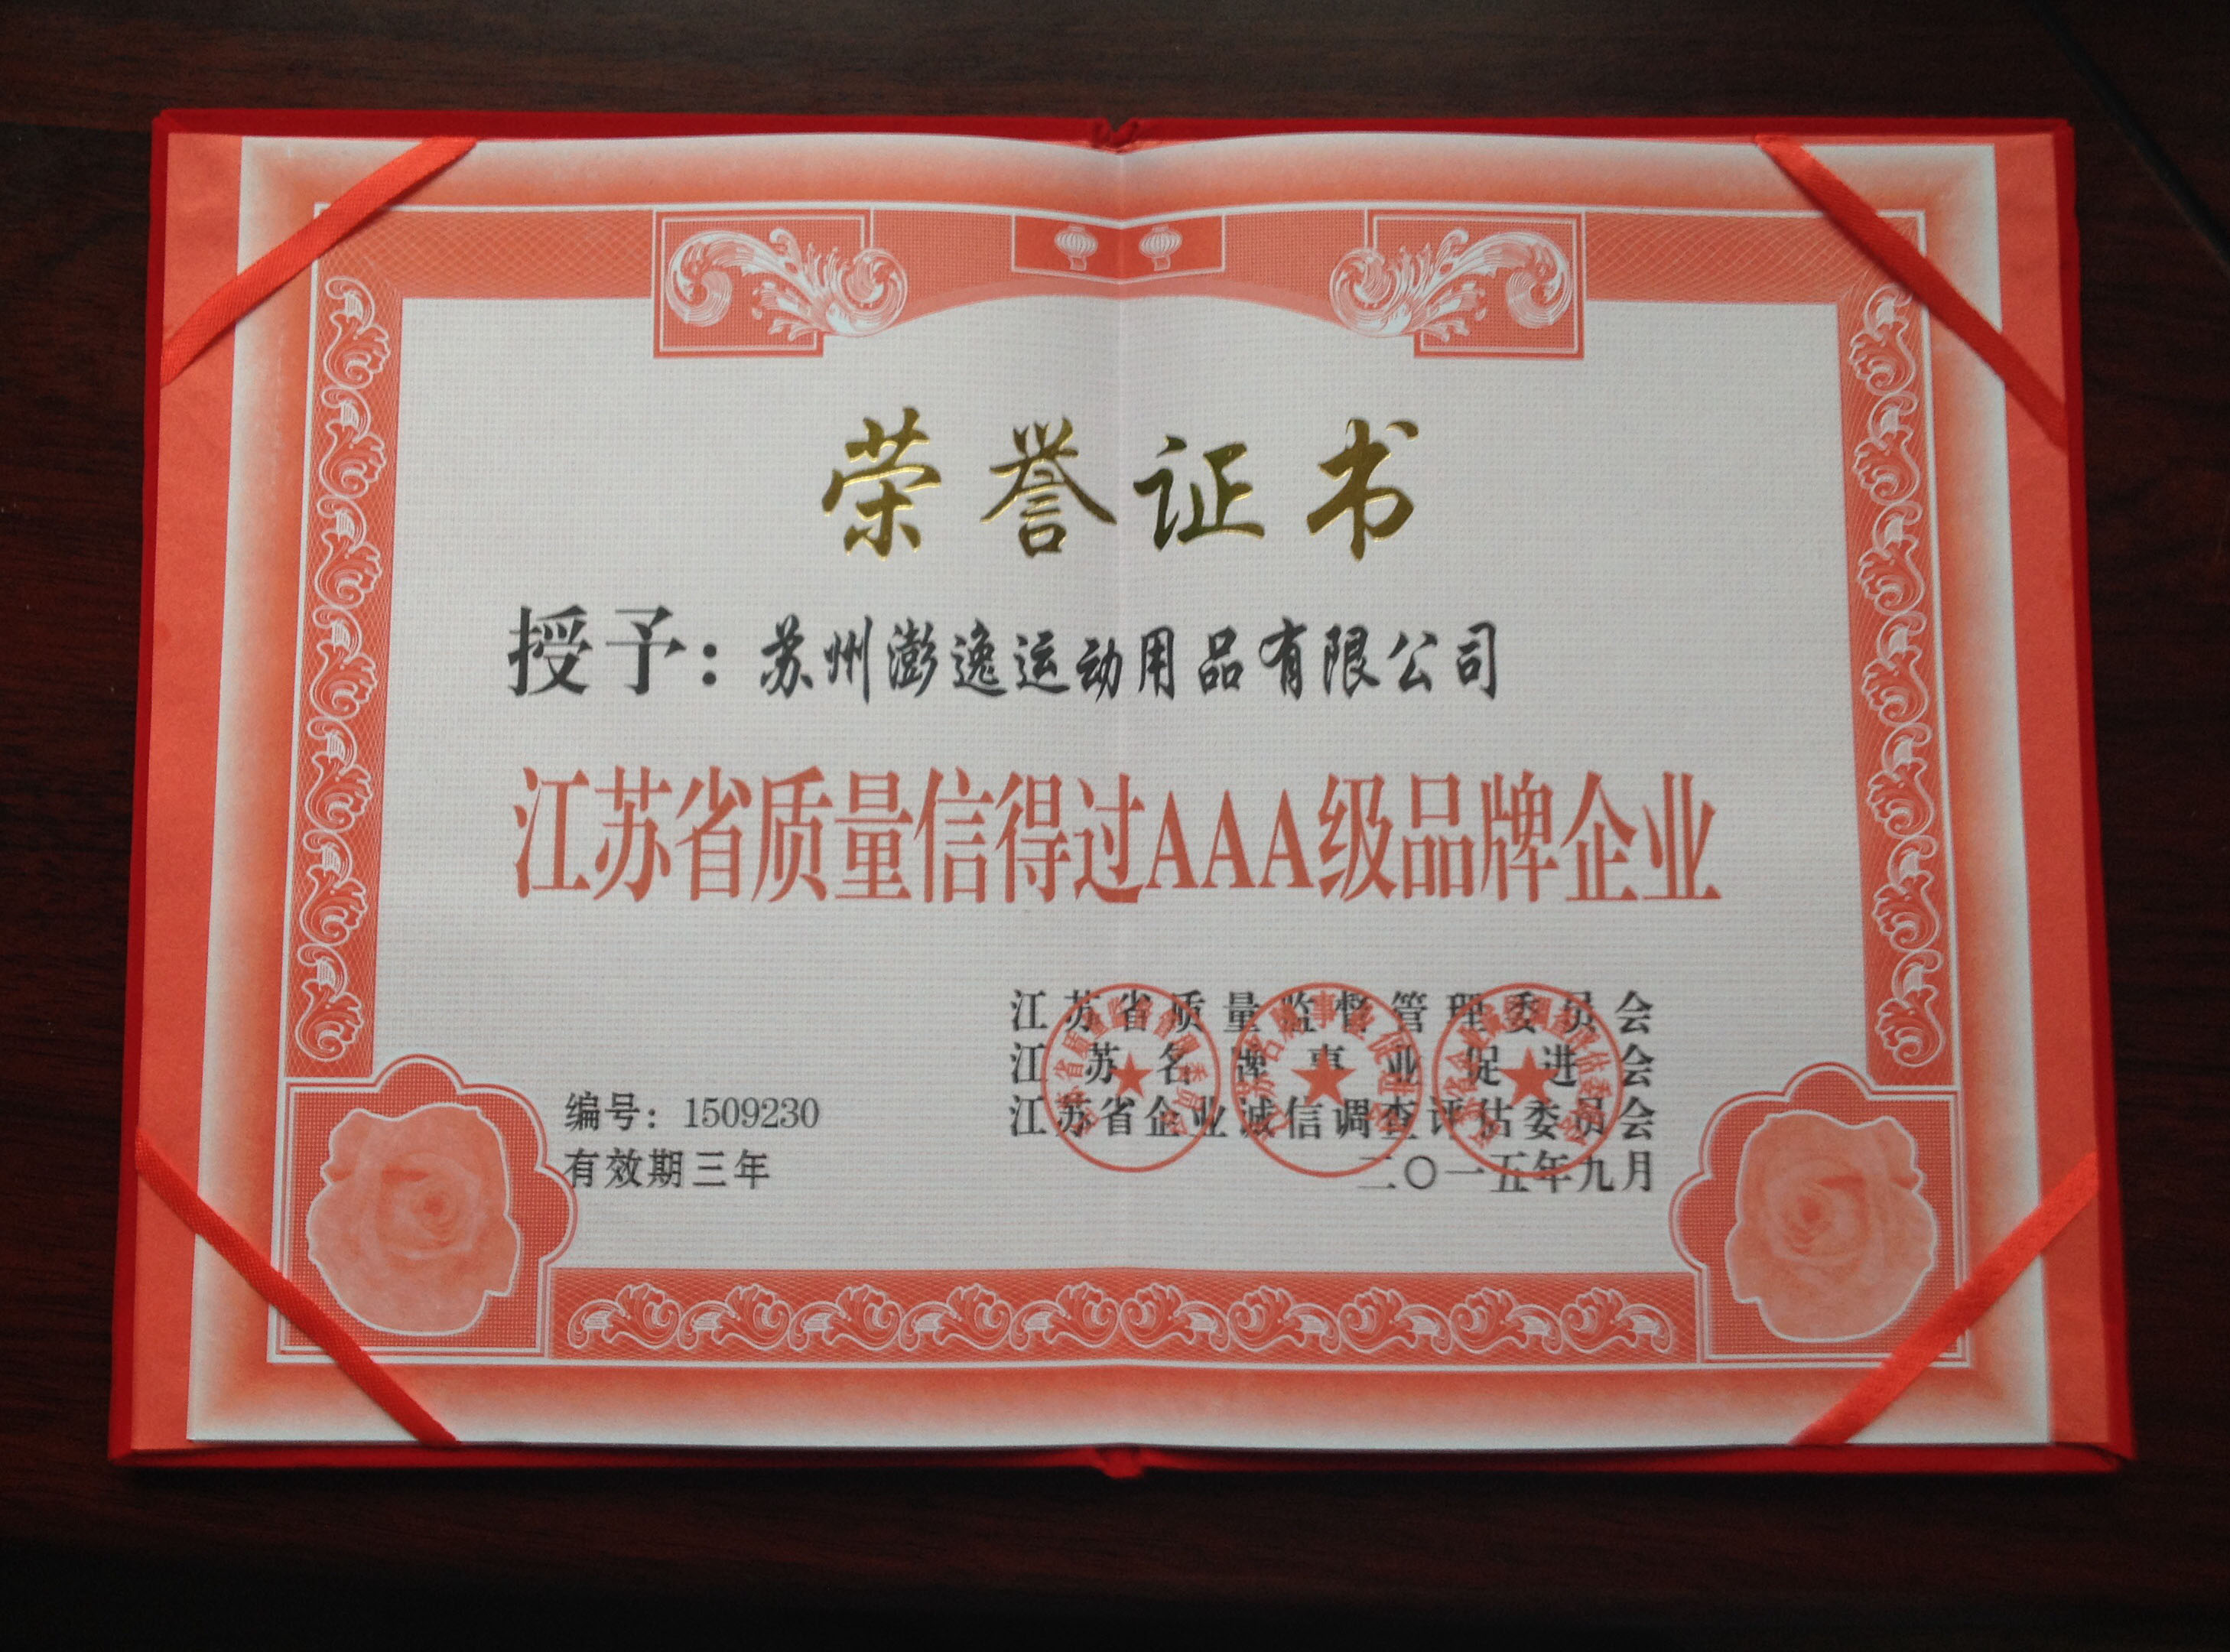 荣誉证书
授予：苏州澎逸运动用品有限公司
江苏省质量信得过AAA级品牌企业
江苏省质量监督管理委员会
江苏名牌事业促进会
江苏省企业诚信调查评估委员会
二〇一五年九月
编号：1509230
有效期三年